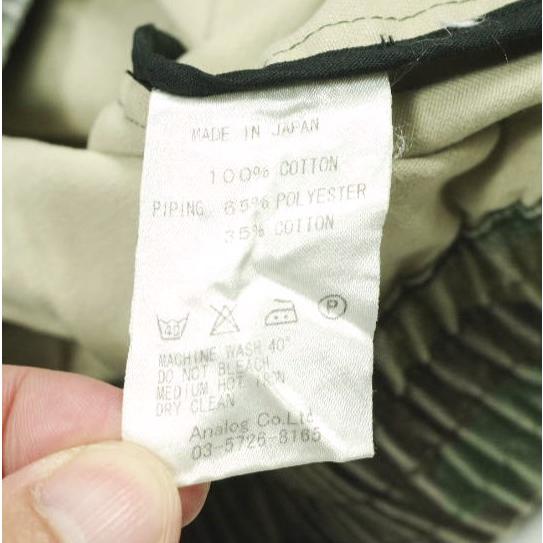 MADE IN JAPAN
100% COTTON
PIPING 65% POLYESTER
35% COTTON
40 P
MACHINE WASH 40°
DO NOT BLEACH
MEDIUM HOT IRON
DRY CLEAN
Analog Co.Ltd.
03-5726-8165